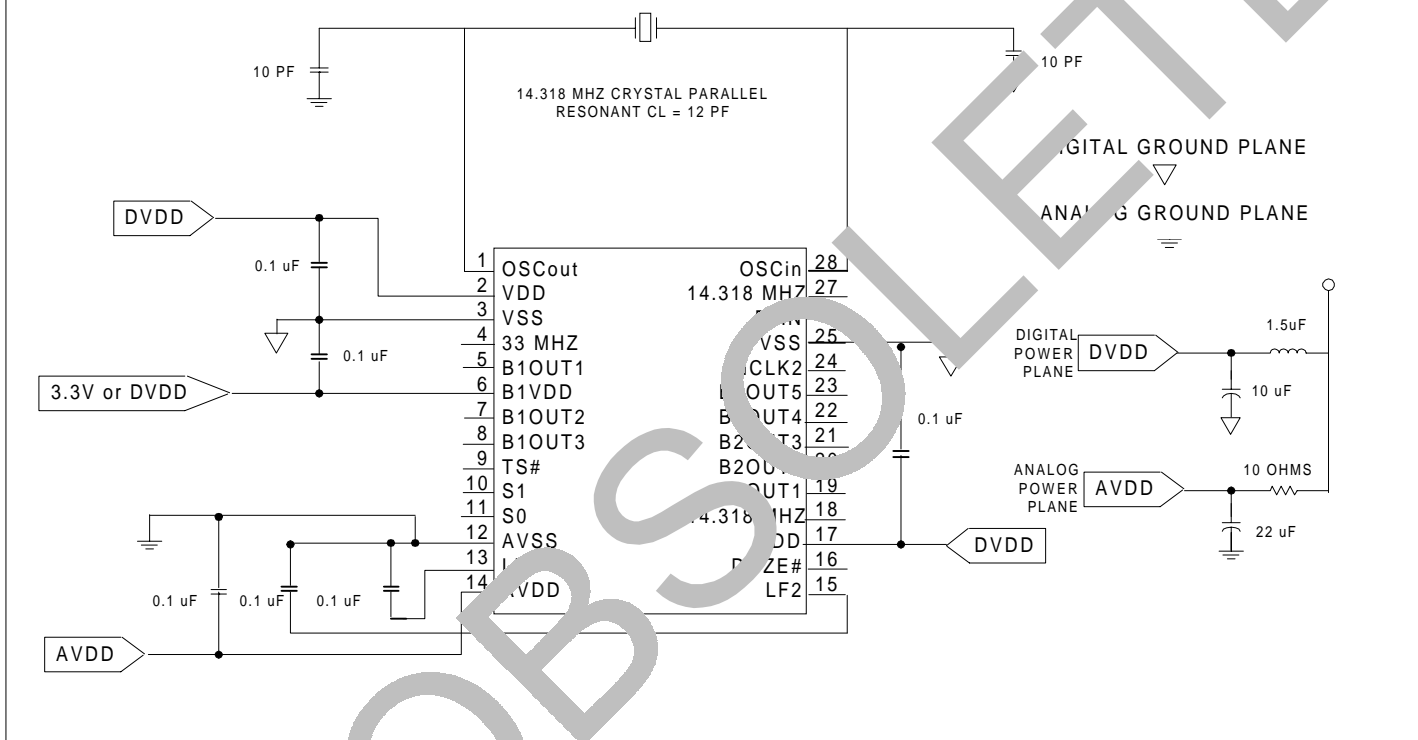 10 PF
10 PF
14.318 MHZ CRYSTAL PARALLEL
RESONANT CL = 12 PF
GROUND PLANE
GROUND PLANE
DVDD
0.1 uF
0.1 uF
3.3V or DVDD
1 OSCout
2 VDD
3 VSS
4 33 MHZ
5 B1OUT1
6 B1VDD
7 B1OUT2
8 B1OUT3
9 TS#
10 S1
11 S0
12 AVSS
13
14
OSCin 28
14.318 MHZ 27
VSS 25
24
23
22
21
19
18
17
16
LF2 15
0.1 uF
DVDD
0.1 uF
0.1 uF
0.1 uF
AVDD
1.5uF
DIGITAL
POWER
PLANE
DVDD
10 uF
ANALOG
POWER
PLANE
AVDD
10 OHMS
22 uF
OBSOLETE